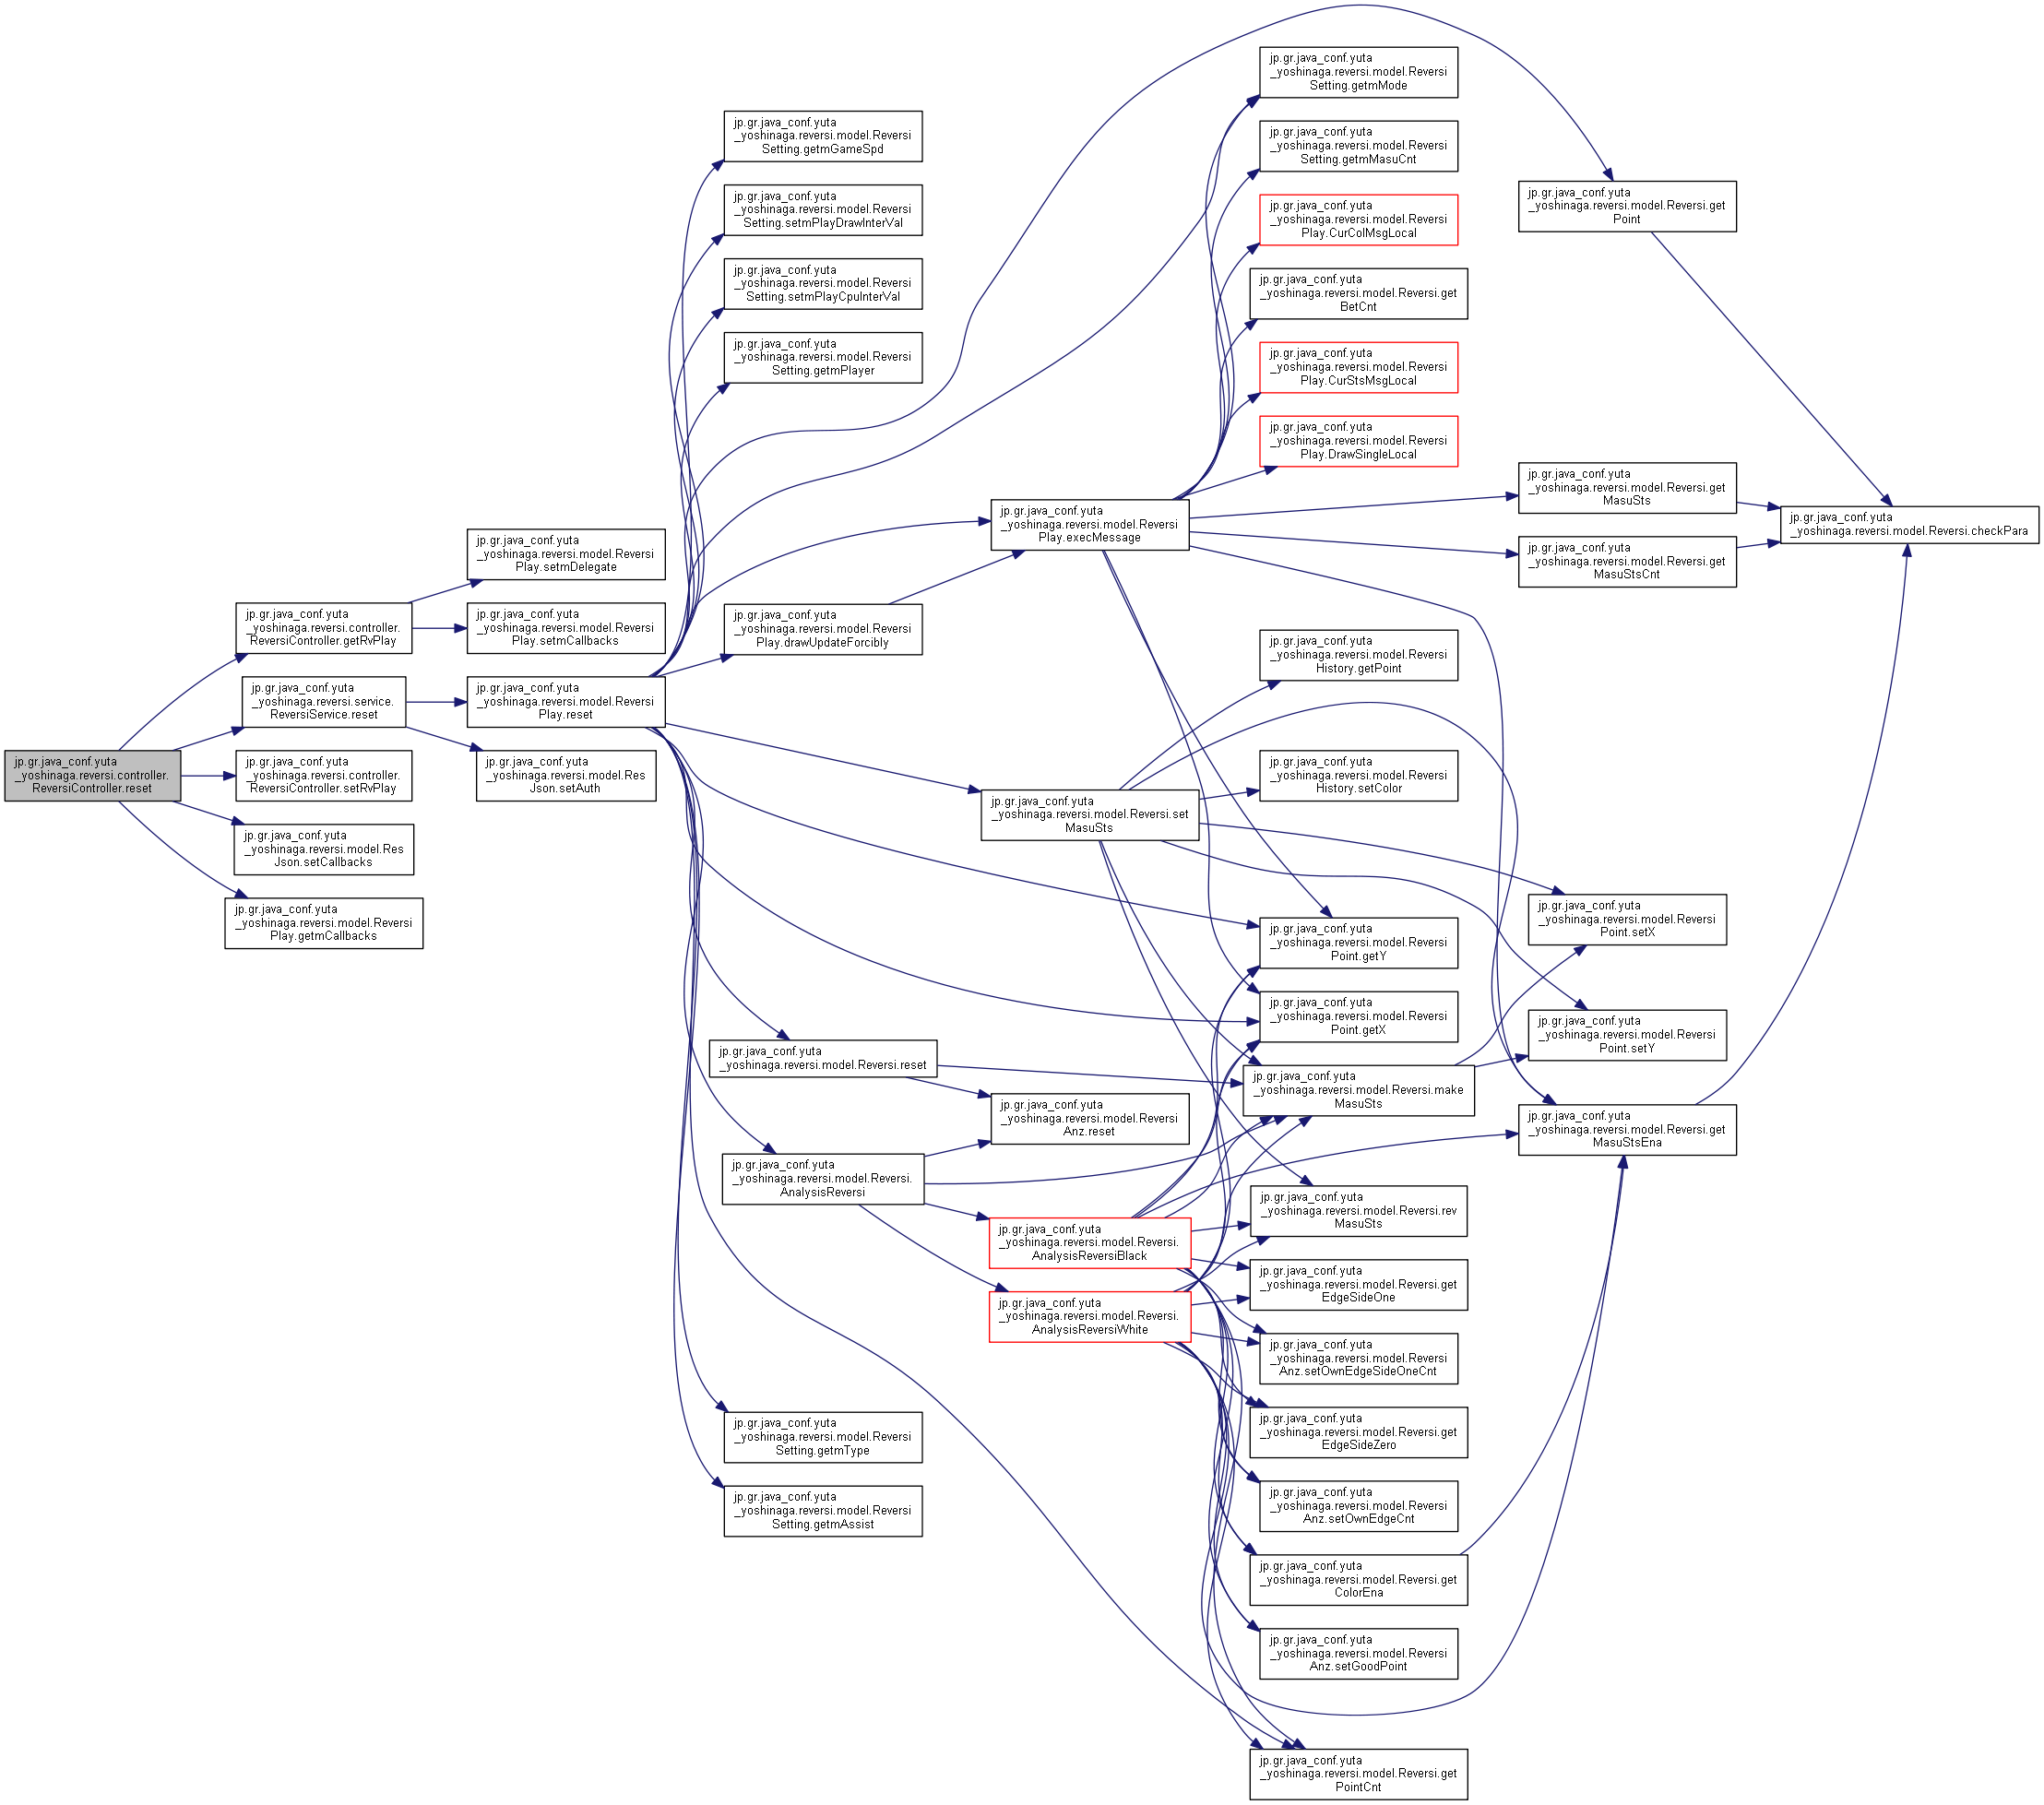 jp.gr.java_conf.yuta
_yoshinaga.reversi.controller.
ReversiController.reset
jp.gr.java_conf.yuta
_yoshinaga.reversi.controller.
ReversiController.getRvPlay
jp.gr.java_conf.yuta
_yoshinaga.reversi.service.
ReversiService.reset
jp.gr.java_conf.yuta
_yoshinaga.reversi.controller.
ReversiController.setRvPlay
jp.gr.java_conf.yuta
_yoshinaga.reversi.model.Res
Json.setCallbacks
jp.gr.java_conf.yuta
_yoshinaga.reversi.model.Reversi
Play.getmCallbacks
jp.gr.java_conf.yuta
_yoshinaga.reversi.model.Reversi
Play.setmDelegate
jp.gr.java_conf.yuta
_yoshinaga.reversi.model.Reversi
Play.setmCallbacks
jp.gr.java_conf.yuta
_yoshinaga.reversi.model.Reversi
Play.reset
jp.gr.java_conf.yuta
_yoshinaga.reversi.model.Res
Json.setAuth
jp.gr.java_conf.yuta
_yoshinaga.reversi.model.Reversi
Setting.getmGameSpd
jp.gr.java_conf.yuta
_yoshinaga.reversi.model.Reversi
Setting.setmPlayDrawInterVal
jp.gr.java_conf.yuta
_yoshinaga.reversi.model.Reversi
Setting.setmPlayCpuInterVal
jp.gr.java_conf.yuta
_yoshinaga.reversi.model.Reversi
Setting.getmPlayer
jp.gr.java_conf.yuta
_yoshinaga.reversi.model.Reversi
Play.drawUpdateForcibly
jp.gr.java_conf.yuta
_yoshinaga.reversi.model.Reversi.reset
jp.gr.java_conf.yuta
_yoshinaga.reversi.model.Reversi.
AnalysisReversi
jp.gr.java_conf.yuta
_yoshinaga.reversi.model.Reversi
Setting.getmType
jp.gr.java_conf.yuta
_yoshinaga.reversi.model.Reversi
Setting.getmAssist
jp.gr.java_conf.yuta
_yoshinaga.reversi.model.Reversi
Play.execMessage
jp.gr.java_conf.yuta
_yoshinaga.reversi.model.Reversi.set
MasuSts
jp.gr.java_conf.yuta
_yoshinaga.reversi.model.Reversi
Anz.reset
jp.gr.java_conf.yuta
_yoshinaga.reversi.model.Reversi.
AnalysisReversiBlack
jp.gr.java_conf.yuta
_yoshinaga.reversi.model.Reversi.
AnalysisReversiWhite
jp.gr.java_conf.yuta
_yoshinaga.reversi.model.Reversi
Setting.getmMode
jp.gr.java_conf.yuta
_yoshinaga.reversi.model.Reversi
Setting.getmMasuCnt
jp.gr.java_conf.yuta
_yoshinaga.reversi.model.Reversi
Play.CurColMsgLocal
jp.gr.java_conf.yuta
_yoshinaga.reversi.model.Reversi.get
BetCnt
jp.gr.java_conf.yuta
_yoshinaga.reversi.model.Reversi
Play.CurStsMsgLocal
jp.gr.java_conf.yuta
_yoshinaga.reversi.model.Reversi
Play.DrawSingleLocal
jp.gr.java_conf.yuta
_yoshinaga.reversi.model.Reversi
History.getPoint
jp.gr.java_conf.yuta
_yoshinaga.reversi.model.Reversi
History.setColor
jp.gr.java_conf.yuta
_yoshinaga.reversi.model.Reversi
Point.getY
jp.gr.java_conf.yuta
_yoshinaga.reversi.model.Reversi
Point.getX
jp.gr.java_conf.yuta
_yoshinaga.reversi.model.Reversi.make
MasuSts
jp.gr.java_conf.yuta
_yoshinaga.reversi.model.Reversi.rev
MasuSts
jp.gr.java_conf.yuta
_yoshinaga.reversi.model.Reversi.get
EdgeSideOne
jp.gr.java_conf.yuta
_yoshinaga.reversi.model.Reversi
Anz.setOwnEdgeSideOneCnt
jp.gr.java_conf.yuta
_yoshinaga.reversi.model.Reversi.get
EdgeSideZero
jp.gr.java_conf.yuta
_yoshinaga.reversi.model.Reversi
Anz.setOwnEdgeCnt
jp.gr.java_conf.yuta
_yoshinaga.reversi.model.Reversi.get
ColorEna
jp.gr.java_conf.yuta
_yoshinaga.reversi.model.Reversi
Anz.setGoodPoint
jp.gr.java_conf.yuta
_yoshinaga.reversi.model.Reversi.get
PointCnt
jp.gr.java_conf.yuta
_yoshinaga.reversi.model.Reversi.get
Point
jp.gr.java_conf.yuta
_yoshinaga.reversi.model.Reversi.get
MasuSts
jp.gr.java_conf.yuta
_yoshinaga.reversi.model.Reversi.get
MasuStsCnt
jp.gr.java_conf.yuta
_yoshinaga.reversi.model.Reversi
Point.setX
jp.gr.java_conf.yuta
_yoshinaga.reversi.model.Reversi
Point.setY
jp.gr.java_conf.yuta
_yoshinaga.reversi.model.Reversi.get
MasuStsEna
jp.gr.java_conf.yuta
_yoshinaga.reversi.model.Reversi.checkPara